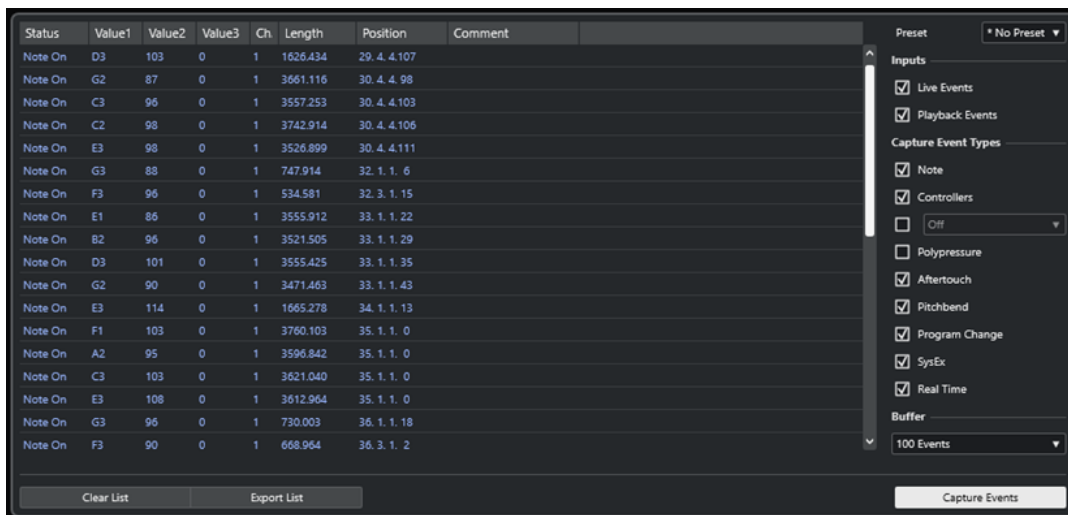 Status Value1 Value2 Value3 Ch. Length Position Comment
Note On D3 103 0 1 1626.434 29. 4. 4.107
Note On G2 87 0 1 3661.116 30. 4. 4. 98
Note On C3 96 0 1 3557.253 30. 4. 4.103
Note On C2 98 0 1 3742.914 30. 4. 4.106
Note On E3 98 0 1 3526.899 30. 4. 4.111
Note On G3 88 0 1 747.914 32. 1. 1. 6
Note On F3 96 0 1 534.581 32. 3. 1. 15
Note On E1 86 0 1 3555.912 33. 1. 1. 22
Note On B2 96 0 1 3521.505 33. 1. 1. 29
Note On D3 101 0 1 3555.425 33. 1. 1. 35
Note On G2 90 0 1 3471.463 33. 1. 1. 43
Note On E3 114 0 1 1665.278 34. 1. 1. 13
Note On F1 103 0 1 3760.103 35. 1. 1. 0
Note On A2 95 0 1 3596.842 35. 1. 1. 0
Note On C3 103 0 1 3621.040 35. 1. 1. 0
Note On E3 108 0 1 3612.964 35. 1. 1. 0
Note On G3 96 0 1 730.003 36. 1. 1. 18
Note On F3 90 0 1 668.964 36. 3. 1. 2
Clear List Export List
Preset * No Preset
Inputs
Live Events
Playback Events
Capture Event Types
Note
Controllers
Off
Polypressure
Aftertouch
Pitchbend
Program Change
SysEx
Real Time
Buffer
100 Events
Capture Events